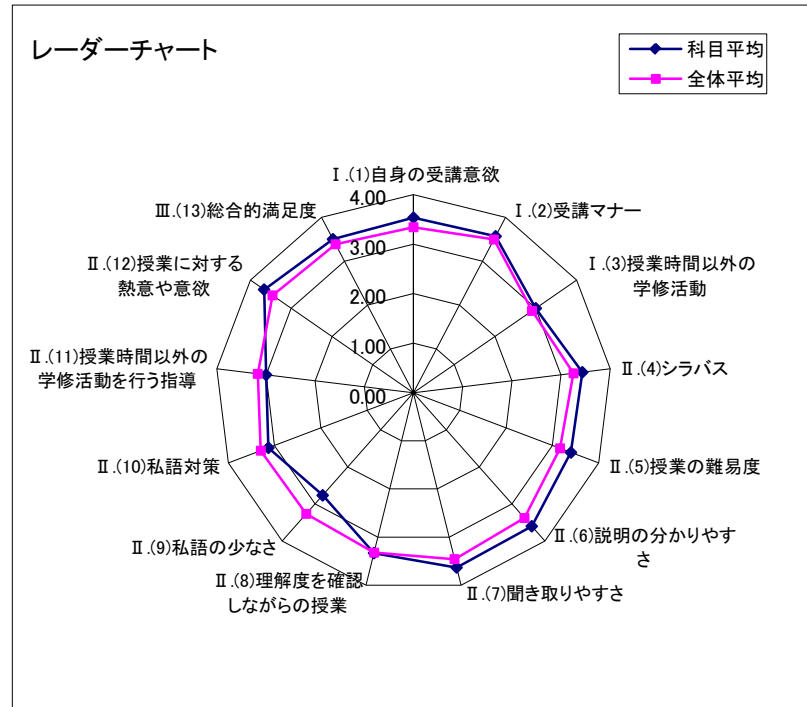 レーダーチャート
科目平均
全体平均
Ⅰ.(1)自身の受講意欲
Ⅰ.(2)受講マナー
Ⅰ.(3)授業時間以外の
学修活動
Ⅱ.(4)シラバス
Ⅱ.(5)授業の難易度
Ⅱ.(6)説明の分かりやす
さ
Ⅱ.(7)聞き取りやすさ
Ⅱ.(8)理解度を確認
しながらの授業
Ⅱ.(9)私語の少なさ
Ⅱ.(10)私語対策
Ⅱ.(11)授業時間以外の
学修活動を行う指導
Ⅱ.(12)授業に対する
熱意や意欲
Ⅲ.(13)総合的満足度
4.00
3.00
2.00
1.00
0.00